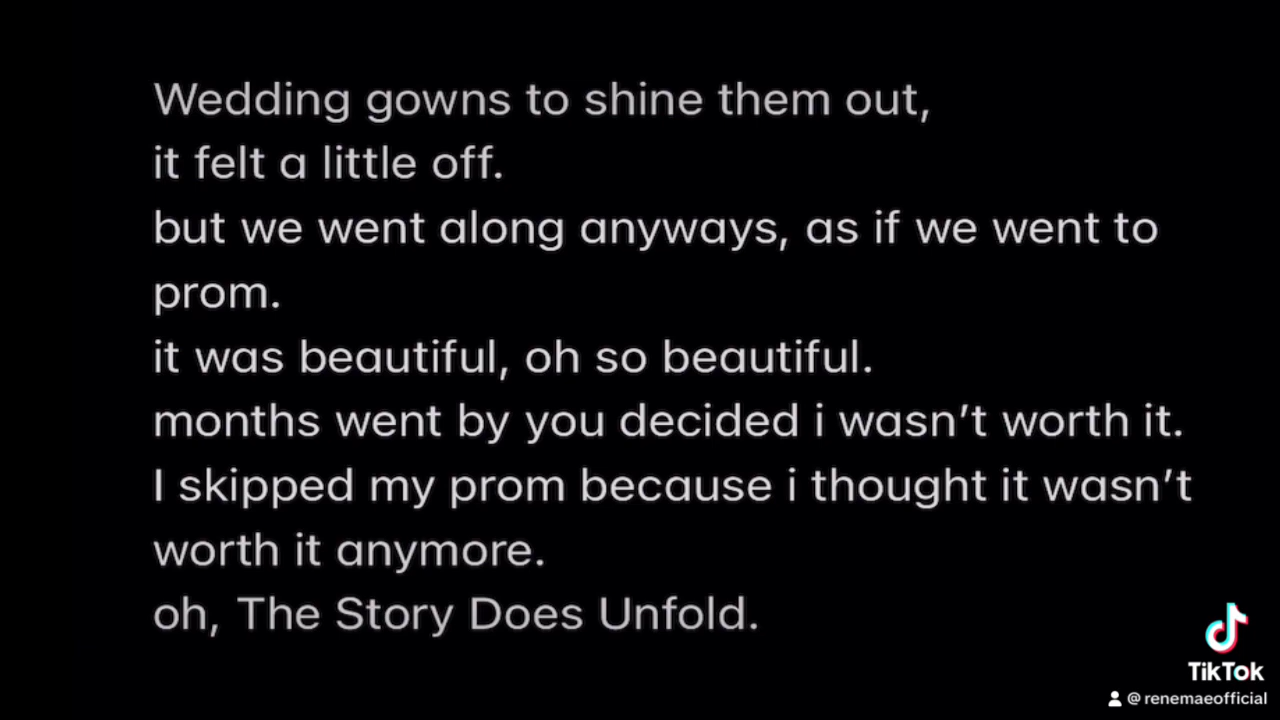 Wedding gowns to shine them out,
it felt a little off.
but we went along anyways, as if we went to
prom.
it was beautiful, oh so beautiful.
months went by you decided i wasn’t worth it.
I skipped my prom because i thought it wasn’t
worth it anymore.
oh, The Story Does Unfold.
TikTok
@renemaeofficial